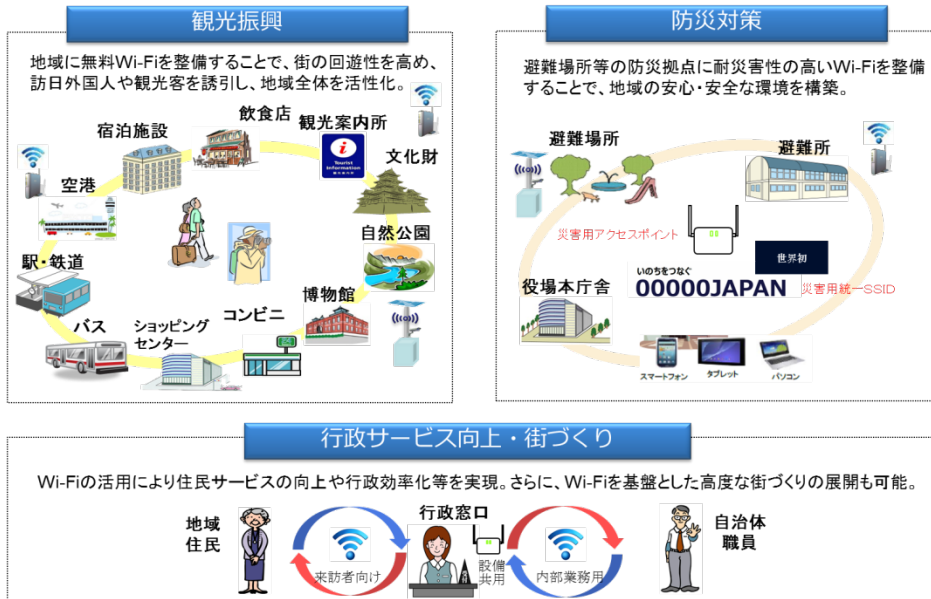 観光振興
地域に無料Wi-Fiを整備することで、街の回遊性を高め、
訪日外国人や観光客を誘引し、地域全体を活性化。
飲食店
宿泊施設
観光案内所
i
Tourist
Information
文化財
空港
自然公園
駅・鉄道
博物館
コンビニ
バス
ショッピング
センター
防災対策
避難場所等の防災拠点に耐災害性の高いWi-Fiを整備
することで、地域の安心・安全な環境を構築。
避難場所
避難所
災害用アクセスポイント
世界初
いのちをつなぐ
00000JAPAN
災害用統一SSID
役場本庁舎
スマートフォン
タブレット
パソコン
行政サービス向上・街づくり
Wi-Fiの活用により住民サービスの向上や行政効率化等を実現。さらに、Wi-Fiを基盤とした高度な街づくりの展開も可能。
地域
住民
来訪者向け
行政窓口
設備
共用
内部業務用
自治体
職員